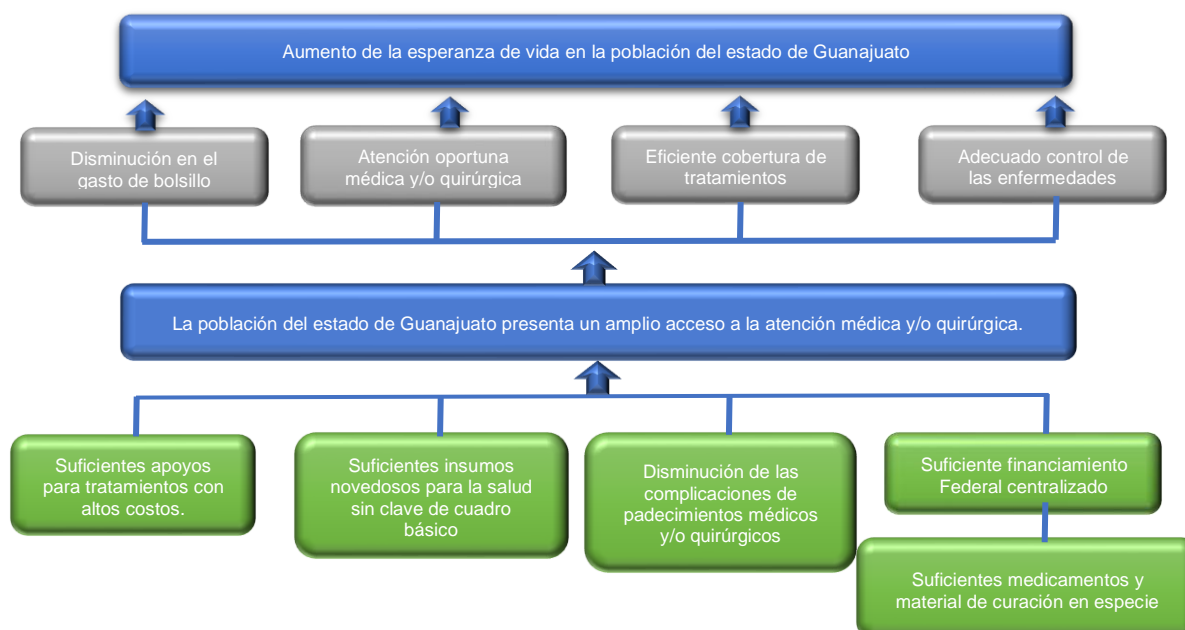 Aumento de la esperanza de vida en la población del estado de Guanajuato
Disminución en el
gasto de bolsillo
Atención oportuna
médica y/o quirúrgica
Eficiente cobertura de
tratamientos
Adecuado control de
las enfermedades
La población del estado de Guanajuato presenta un amplio acceso a la atención médica y/o quirúrgica.
Suficientes apoyos
para tratamientos con
altos costos.
Suficientes insumos
novedosos para la salud
sin clave de cuadro
básico
Disminución de las
complicaciones de
padecimientos médicos
y/o quirúrgicos
Suficiente financiamiento
Federal centralizado
Suficientes medicamentos y
material de curación en especie